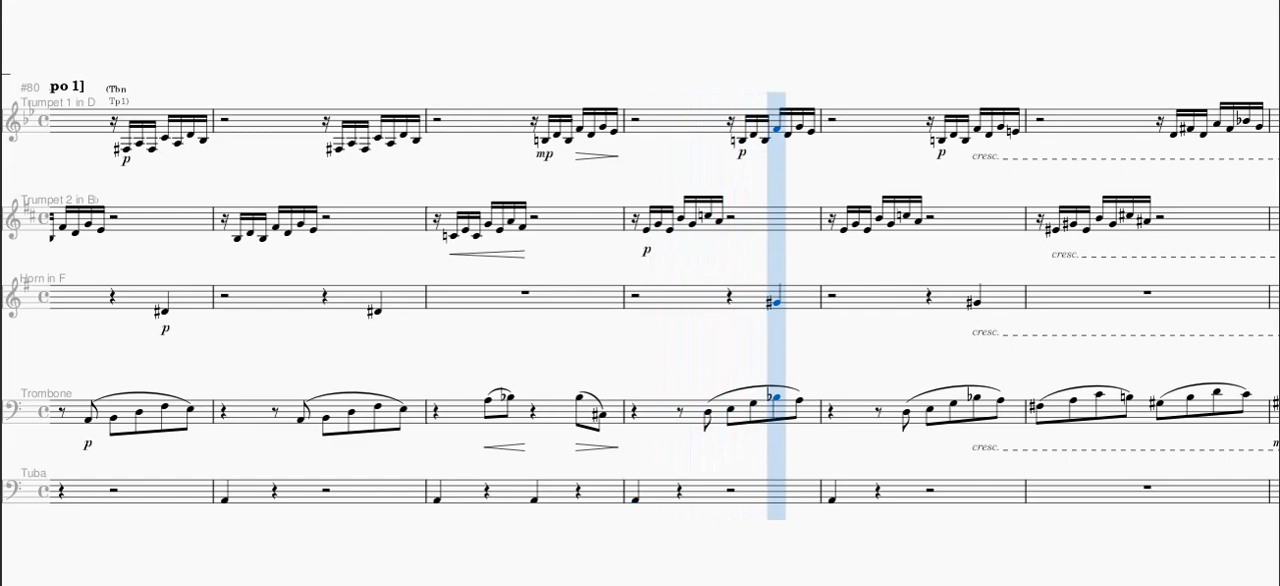 #80 po 1] (Tbn
Trumpet 1 in D Tp1)
p mp p p cresc.
Trumpet 2 in B♭
p cresc.
Horn in F
p cresc.
Trombone
p cresc.
Tuba